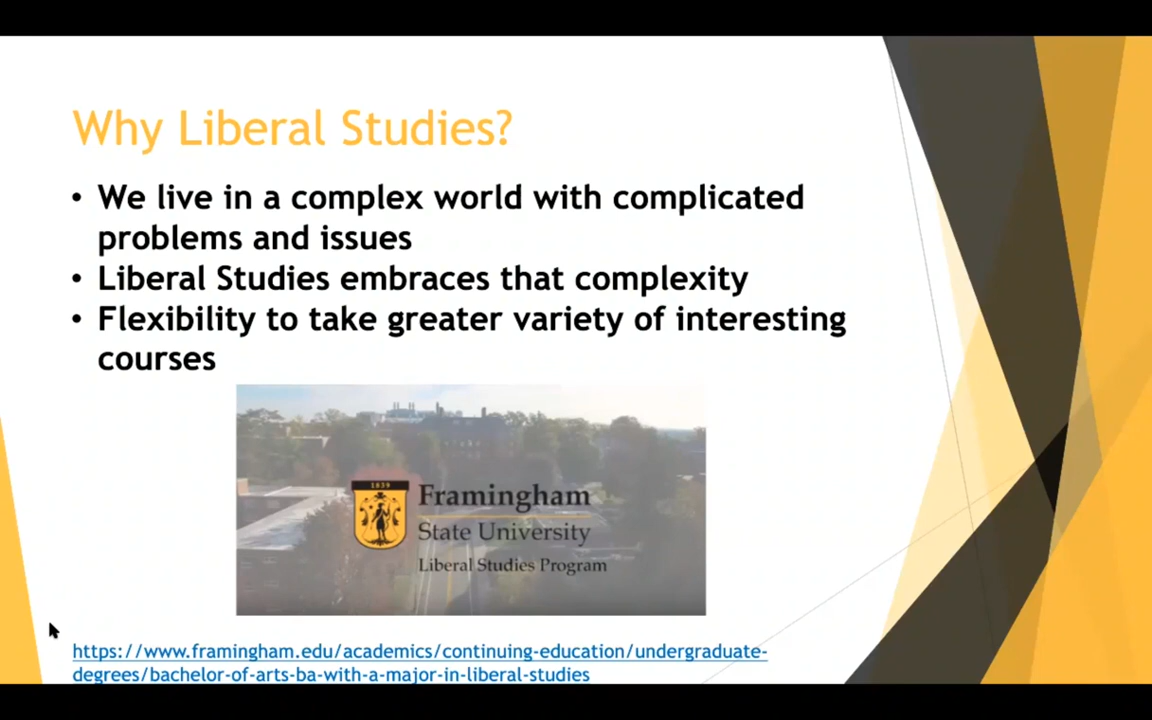 Why Liberal Studies?
• We live in a complex world with complicated
problems and issues
• Liberal Studies embraces that complexity
• Flexibility to take greater variety of interesting
courses
1839
Framingham
State University
Liberal Studies Program
https://www.framingham.edu/academics/continuing-education/undergraduate-
degrees/bachelor-of-arts-ba-with-a-major-in-liberal-studies